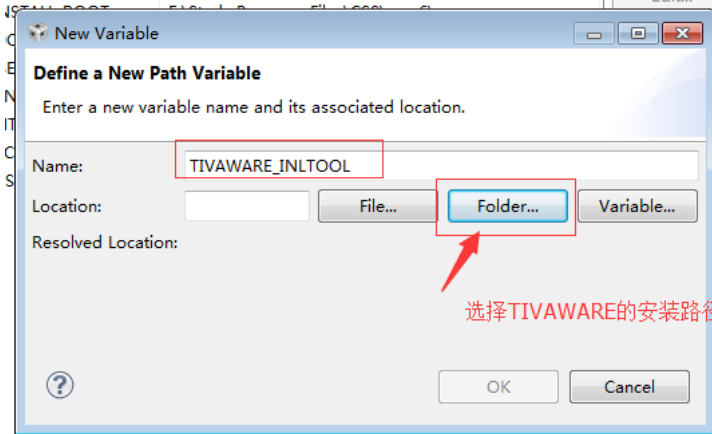 New Variable
Define a New Path Variable
Enter a new variable name and its associated location.
Name: TIVAWARE_INLTOOL
Location: File... Folder... Variable...
Resolved Location:
选择TIVAWARE的安装路径
OK Cancel